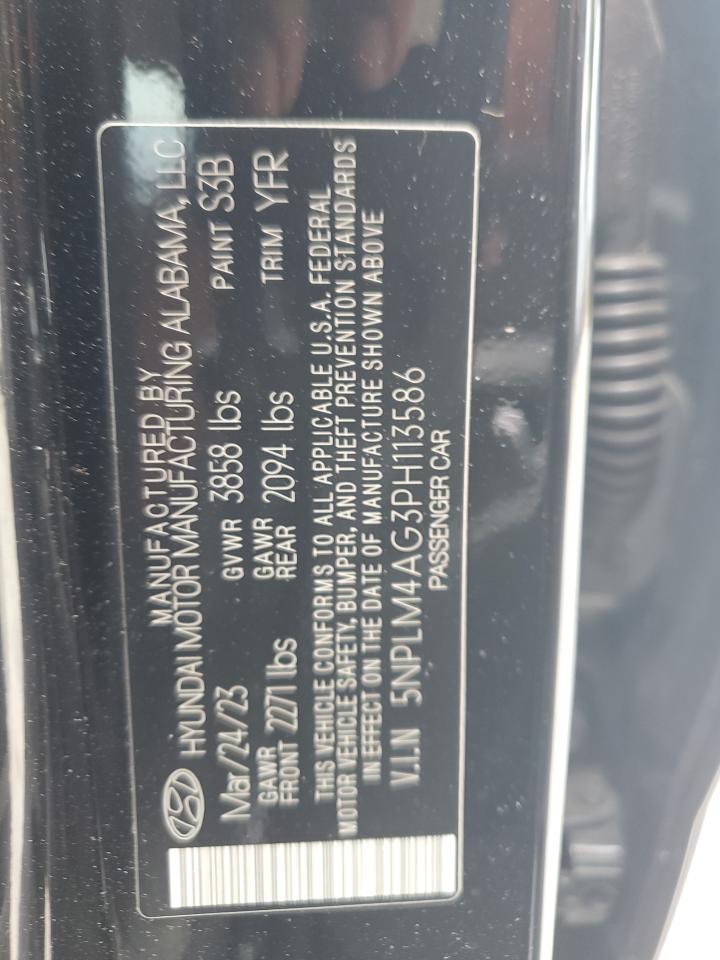 MANUFACTURED BY
HYUNDAI MOTOR MANUFACTURING ALABAMA, LLC
Mar/24/23 GVWR 3858 lbs PAINT S3B
GAWR FRONT 2271 lbs GAWR REAR 2094 lbs TRIM YFR
THIS VEHICLE CONFORMS TO ALL APPLICABLE U.S.A. FEDERAL
MOTOR VEHICLE SAFETY, BUMPER, AND THEFT PREVENTION STANDARDS
IN EFFECT ON THE DATE OF MANUFACTURE SHOWN ABOVE
V.I.N 5NPLM4AG3PH113586
PASSENGER CAR